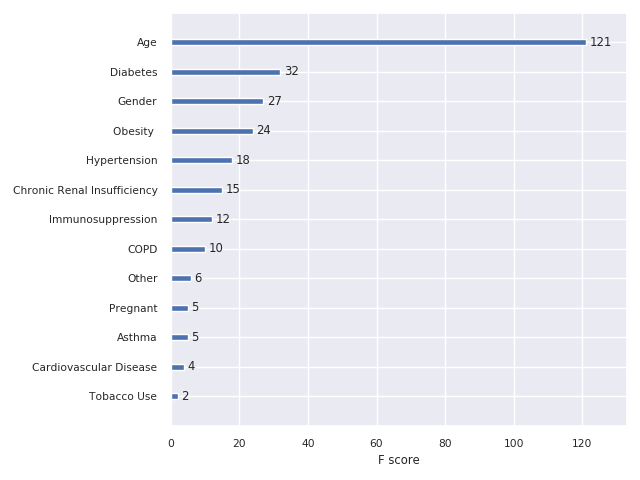 Age 121
Diabetes 32
Gender 27
Obesity 24
Hypertension 18
Chronic Renal Insufficiency 15
Immunosuppression 12
COPD 10
Other 6
Pregnant 5
Asthma 5
Cardiovascular Disease 4
Tobacco Use 2
0 20 40 60 80 100 120
F score